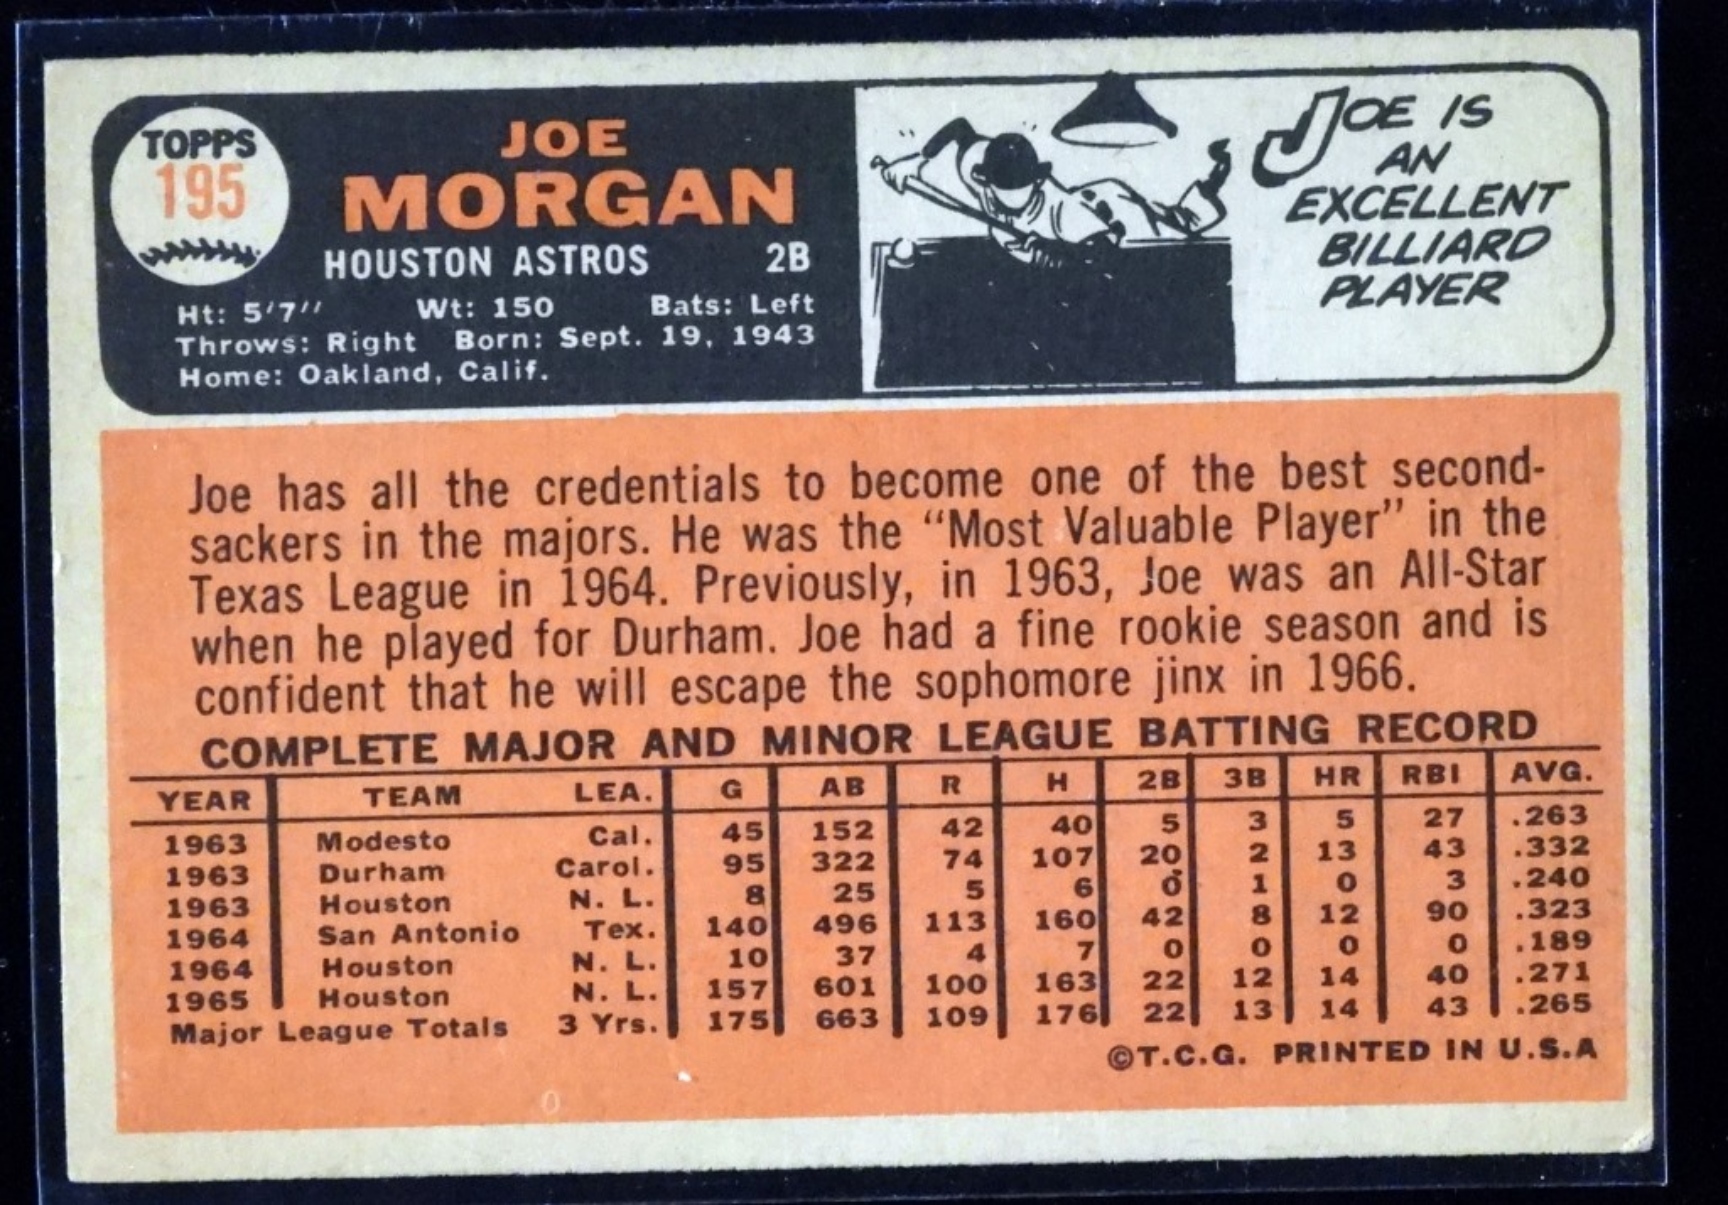 TOPPS
195
JOE
MORGAN
HOUSTON ASTROS 2B
Ht: 5'7" Wt: 150 Bats: Left
Throws: Right Born: Sept. 19, 1943
Home: Oakland, Calif.
JOE IS
AN
EXCELLENT
BILLIARD
PLAYER
Joe has all the credentials to become one of the best second-
sackers in the majors. He was the “Most Valuable Player” in the
Texas League in 1964. Previously, in 1963, Joe was an All-Star
when he played for Durham. Joe had a fine rookie season and is
confident that he will escape the sophomore jinx in 1966.
COMPLETE MAJOR AND MINOR LEAGUE BATTING RECORD
YEAR TEAM LEA. G AB R H 2B 3B HR RBI AVG.
1963 Modesto Cal. 45 152 42 40 5 3 5 27 .263
1963 Durham Carol. 95 322 74 107 20 2 13 43 .332
1963 Houston N. L. 8 25 5 6 0 1 0 3 .240
1964 San Antonio Tex. 140 496 113 160 42 8 12 90 .323
1964 Houston N. L. 10 37 4 7 0 0 0 0 .189
1965 Houston N. L. 157 601 100 163 22 12 14 40 .271
Major League Totals 3 Yrs. 175 663 109 176 22 13 14 43 .265
©T.C.G. PRINTED IN U.S.A